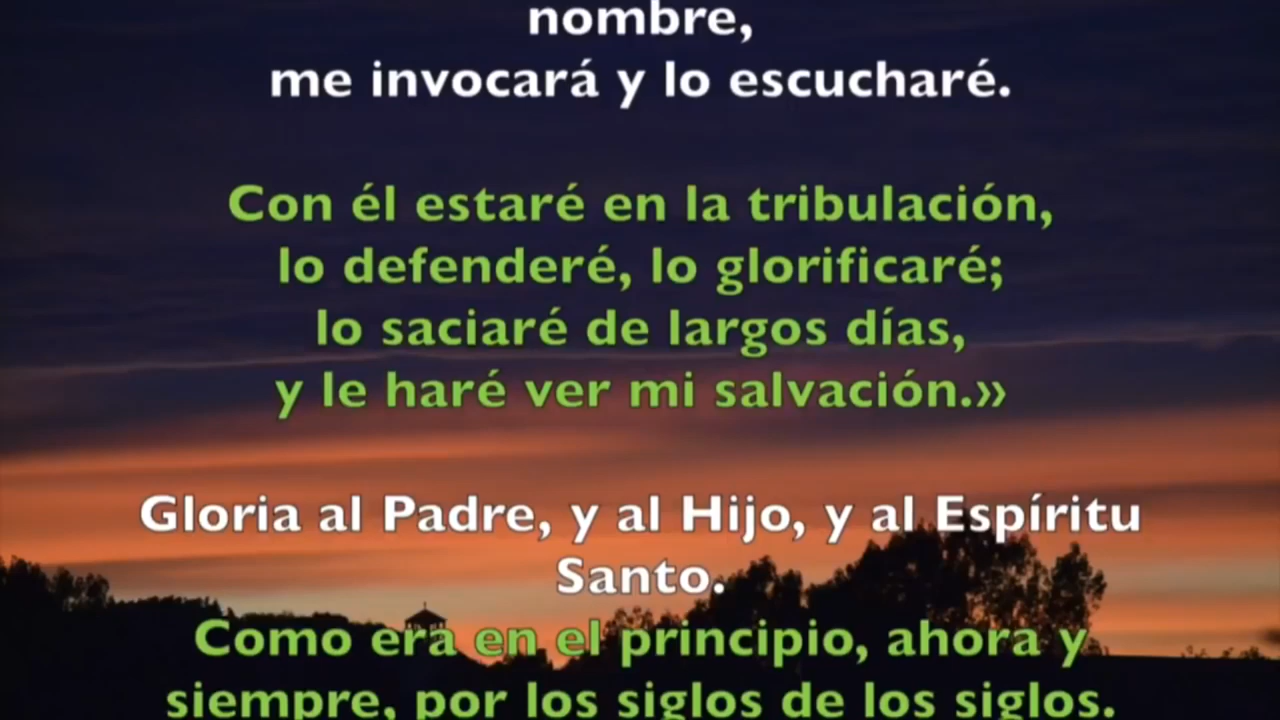 nombre,
me invocará y lo escucharé.
Con él estaré en la tribulación,
lo defenderé, lo glorificaré;
lo saciaré de largos días,
y le haré ver mi salvación.»
Gloria al Padre, y al Hijo, y al Espíritu
Santo.
Como era en el principio, ahora y
siempre, por los siglos de los siglos.